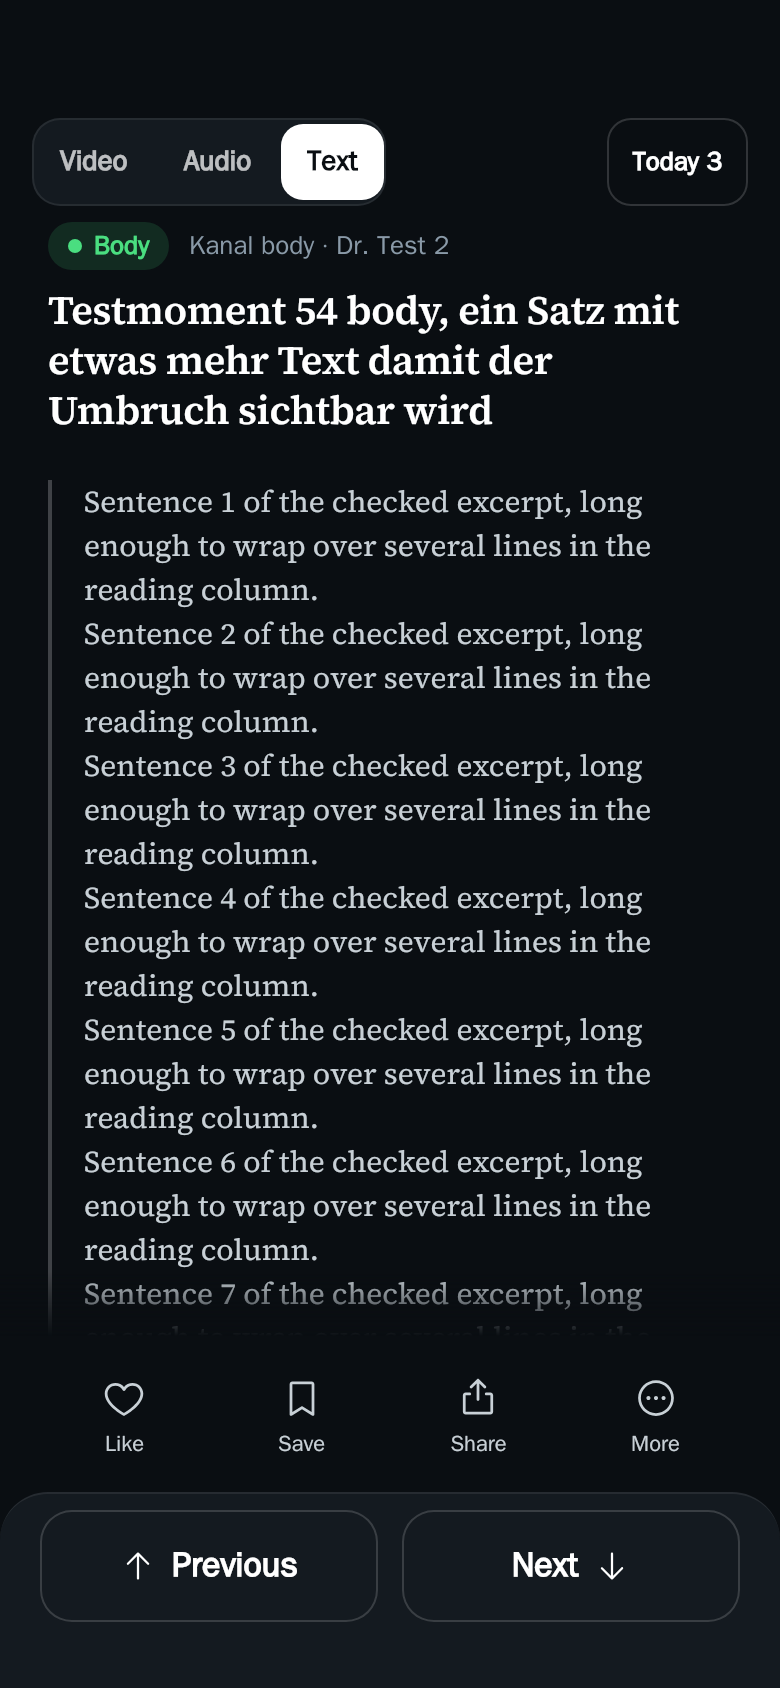 Video Audio Text Today 3
Body Kanal body · Dr. Test 2
Testmoment 54 body, ein Satz mit
etwas mehr Text damit der
Umbruch sichtbar wird
Sentence 1 of the checked excerpt, long
enough to wrap over several lines in the
reading column.
Sentence 2 of the checked excerpt, long
enough to wrap over several lines in the
reading column.
Sentence 3 of the checked excerpt, long
enough to wrap over several lines in the
reading column.
Sentence 4 of the checked excerpt, long
enough to wrap over several lines in the
reading column.
Sentence 5 of the checked excerpt, long
enough to wrap over several lines in the
reading column.
Sentence 6 of the checked excerpt, long
enough to wrap over several lines in the
reading column.
Sentence 7 of the checked excerpt, long
Like Save Share More
Previous Next